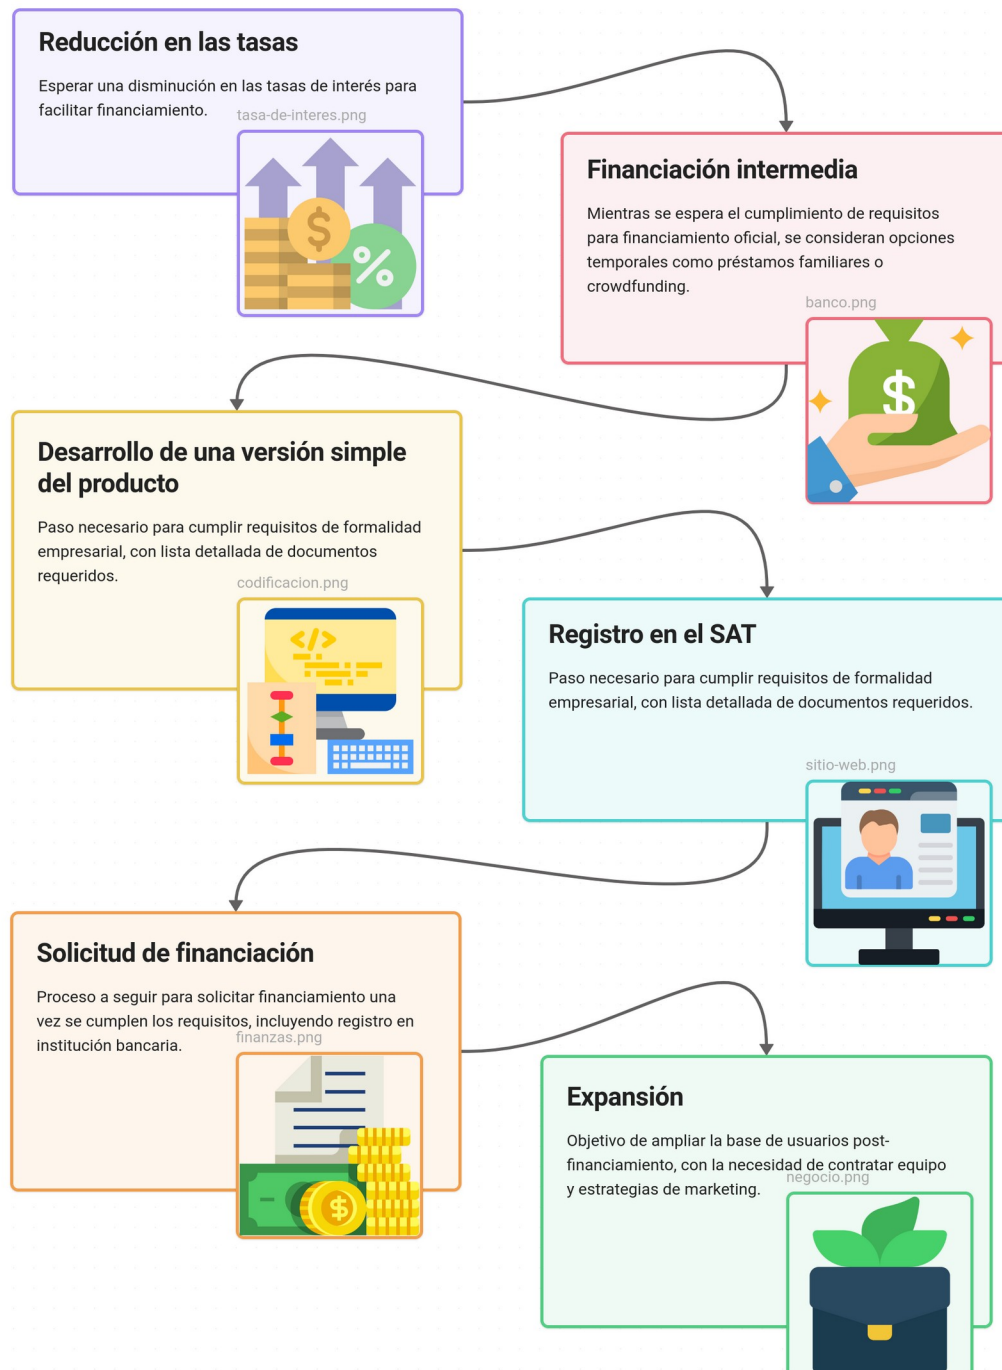 Reducción en las tasas
Esperar una disminución en las tasas de interés para
facilitar financiamiento.
tasa-de-interes.png
$
%
Financiación intermedia
Mientras se espera el cumplimiento de requisitos
para financiamiento oficial, se consideran opciones
temporales como préstamos familiares o
crowdfunding.
banco.png
$
Desarrollo de una versión simple
del producto
Paso necesario para cumplir requisitos de formalidad
empresarial, con lista detallada de documentos
requeridos.
codificacion.png
</>
Registro en el SAT
Paso necesario para cumplir requisitos de formalidad
empresarial, con lista detallada de documentos requeridos.
sitio-web.png
Solicitud de financiación
Proceso a seguir para solicitar financiamiento una
vez se cumplen los requisitos, incluyendo registro en
institución bancaria.
finanzas.png
$
Expansión
Objetivo de ampliar la base de usuarios post-
financiamiento, con la necesidad de contratar equipo
y estrategias de marketing.
negocio.png